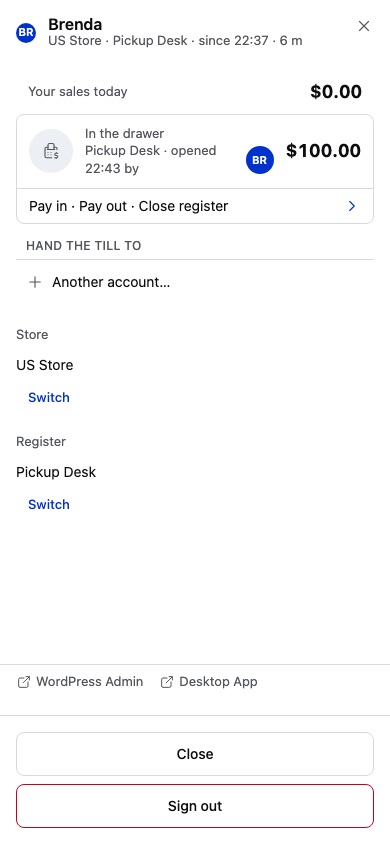 BR
Brenda
US Store · Pickup Desk · since 22:37 · 6 m
Your sales today
$0.00
In the drawer
Pickup Desk · opened
22:43 by
BR
$100.00
Pay in · Pay out · Close register
HAND THE TILL TO
Another account...
Store
US Store
Switch
Register
Pickup Desk
Switch
WordPress Admin
Desktop App
Close
Sign out